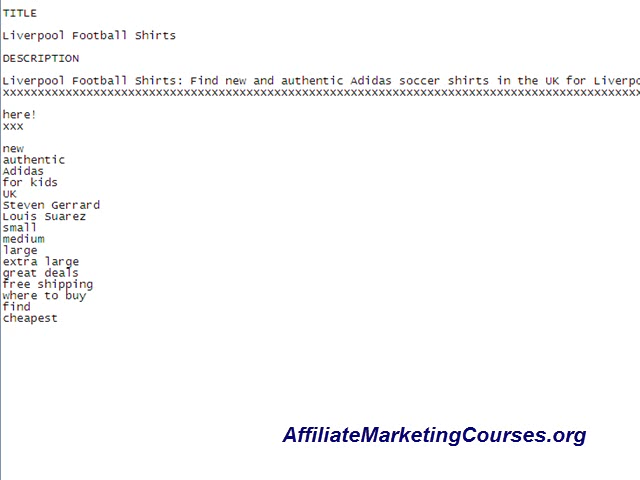 TITLE
Liverpool Football Shirts
DESCRIPTION
Liverpool Football Shirts: Find new and authentic Adidas soccer shirts in the UK for Liverpo
xxxxxxxxxxxxxxxxxxxxxxxxxxxxxxxxxxxxxxxxxxxxxxxxxxxxxxxxxxxxxxxxxxxxxxxxxxxxxxxxxxxxxxxxxxxx
here!
xxx
new
authentic
Adidas
for kids
UK
Steven Gerrard
Louis Suarez
small
medium
large
extra large
great deals
free shipping
where to buy
find
cheapest
AffiliateMarketingCourses.org